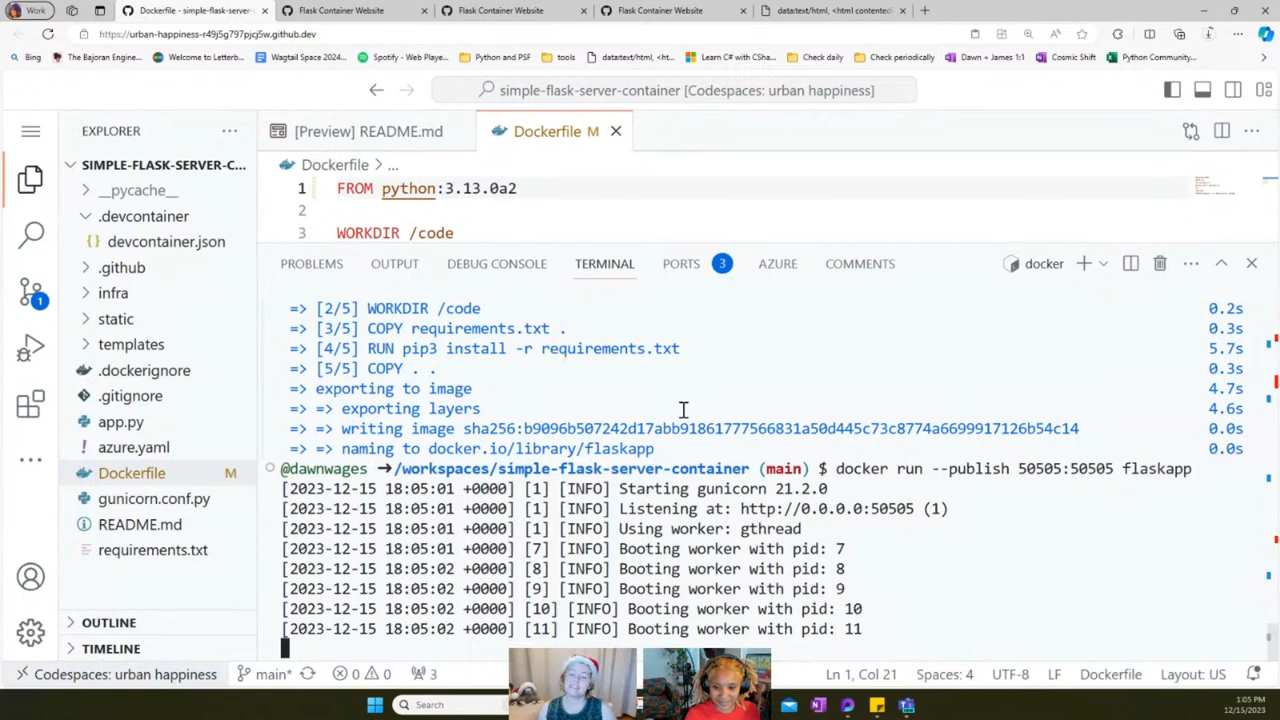 Work
Dockerfile - simple-flask-server-
Flask Container Website
Flask Container Website
Flask Container Website
data:text/html, <html contented
https://urban-happiness-r49j5g797pjcj5w.github.dev
Bing
The Bajoran Engine...
Welcome to Letterb...
Wagtail Space 2024...
Spotify - Web Playe...
Python and PSF
tools
data:text/html, <ht...
Learn C# w/CSha...
Check daily
Dawn + James 1:1
Check periodically
Cosmic Shift
Python Community...
simple-flask-server-container [Codespaces: urban happiness]
EXPLORER
[Preview] README.md
Dockerfile M
SIMPLE-FLASK-SERVER-C...
Dockerfile > ...
__pycache__
1 FROM python:3.13.0a2
.devcontainer
2
3 WORKDIR /code
{} devcontainer.json
.github
infra
static
templates
.dockerignore
.gitignore
app.py
azure.yaml
Dockerfile M
gunicorn.conf.py
README.md
requirements.txt
OUTLINE
TIMELINE
1
PROBLEMS
OUTPUT
DEBUG CONSOLE
TERMINAL
PORTS 3
AZURE
COMMENTS
docker
=> [2/5] WORKDIR /code 0.2s
=> [3/5] COPY requirements.txt . 0.3s
=> [4/5] RUN pip3 install -r requirements.txt 5.7s
=> [5/5] COPY . . 0.3s
=> exporting to image 4.7s
=> => exporting layers 4.6s
=> => writing image sha256:b9096b507242d17abb91861777566831a50d445c73c8774a6699917126b54c14 0.0s
=> => naming to docker.io/library/flaskapp 0.0s
@dawnwages ➜/workspaces/simple-flask-server-container (main) $ docker run --publish 50505:50505 flaskapp
[2023-12-15 18:05:01 +0000] [1] [INFO] Starting gunicorn 21.2.0
[2023-12-15 18:05:01 +0000] [1] [INFO] Listening at: http://0.0.0.0:50505 (1)
[2023-12-15 18:05:01 +0000] [1] [INFO] Using worker: gthread
[2023-12-15 18:05:01 +0000] [7] [INFO] Booting worker with pid: 7
[2023-12-15 18:05:02 +0000] [8] [INFO] Booting worker with pid: 8
[2023-12-15 18:05:02 +0000] [9] [INFO] Booting worker with pid: 9
[2023-12-15 18:05:02 +0000] [10] [INFO] Booting worker with pid: 10
[2023-12-15 18:05:02 +0000] [11] [INFO] Booting worker with pid: 11
Codespaces: urban happiness
main*
0 0
3
Ln 1, Col 21
Spaces: 4
UTF-8
LF
Dockerfile
Layout: US
Search
1:05 PM
12/15/2023